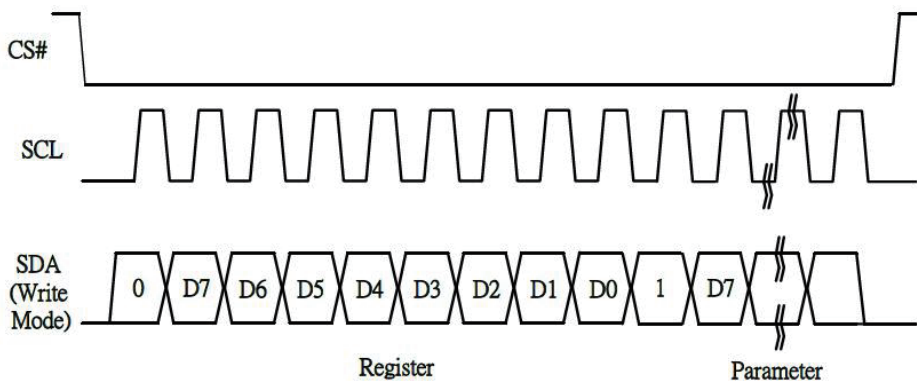 CS#
SCL
SDA
(Write
Mode)
0 D7 D6 D5 D4 D3 D2 D1 D0 1 D7
Register Parameter